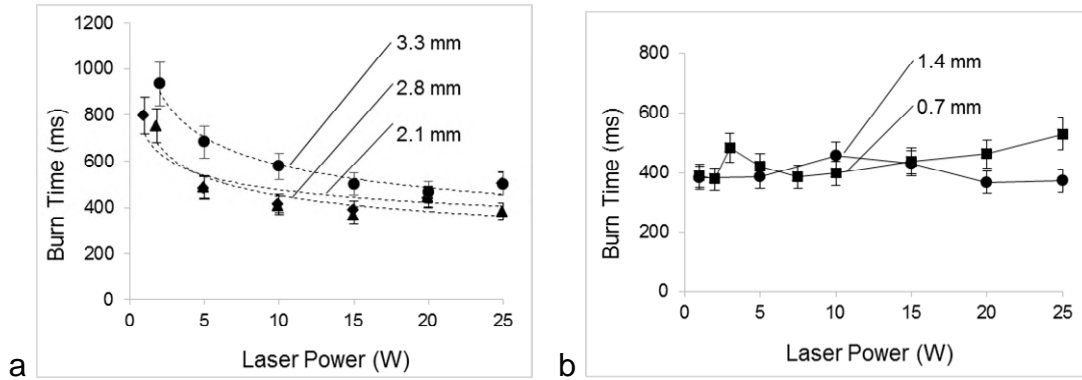 1200
1000
800
600
400
200
0
0 5 10 15 20 25
Burn Time (ms)
Laser Power (W)
3.3 mm
2.8 mm
2.1 mm
a
800
600
400
200
0
0 5 10 15 20 25
Burn Time (ms)
Laser Power (W)
1.4 mm
0.7 mm
b